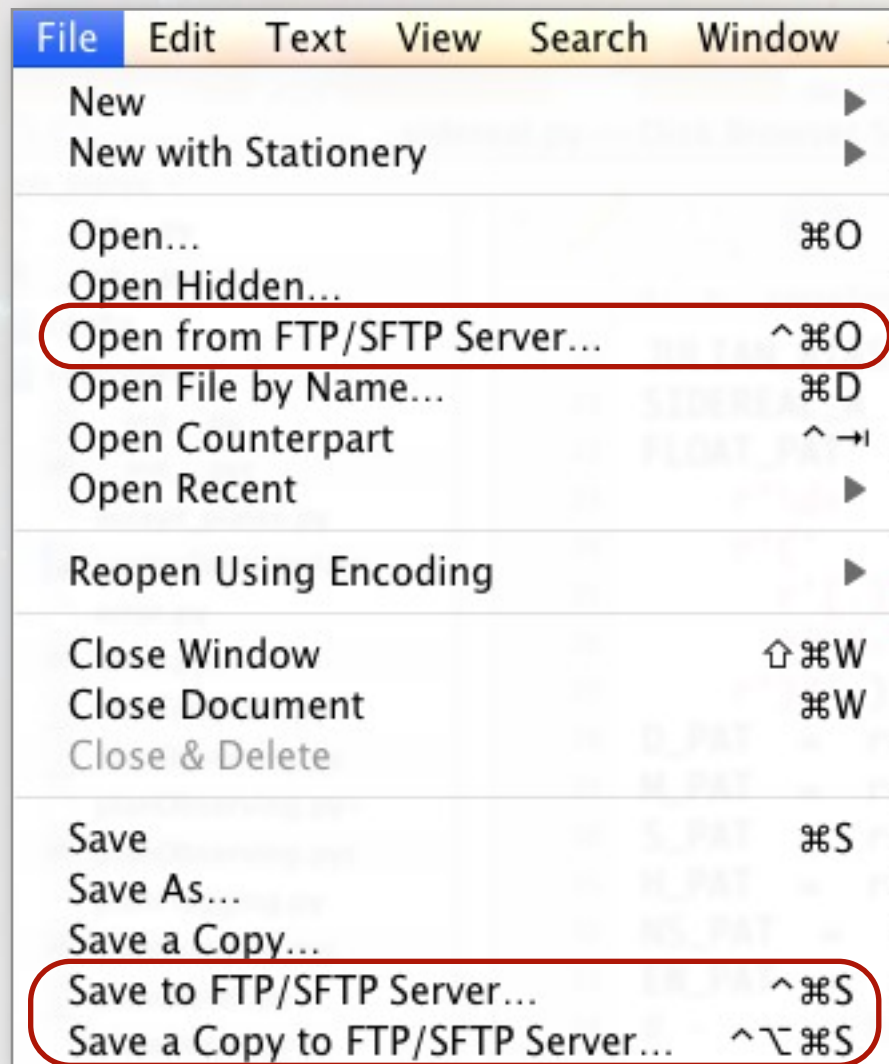 File Edit Text View Search Window
New ▶
New with Stationery ▶
Open... ⌘O
Open Hidden...
Open from FTP/SFTP Server... ^⌘O
Open File by Name... ⌘D
Open Counterpart ^⇥
Open Recent ▶
Reopen Using Encoding ▶
Close Window ⇧⌘W
Close Document ⌘W
Close & Delete
Save ⌘S
Save As...
Save a Copy...
Save to FTP/SFTP Server... ^⌘S
Save a Copy to FTP/SFTP Server... ^⌥⌘S